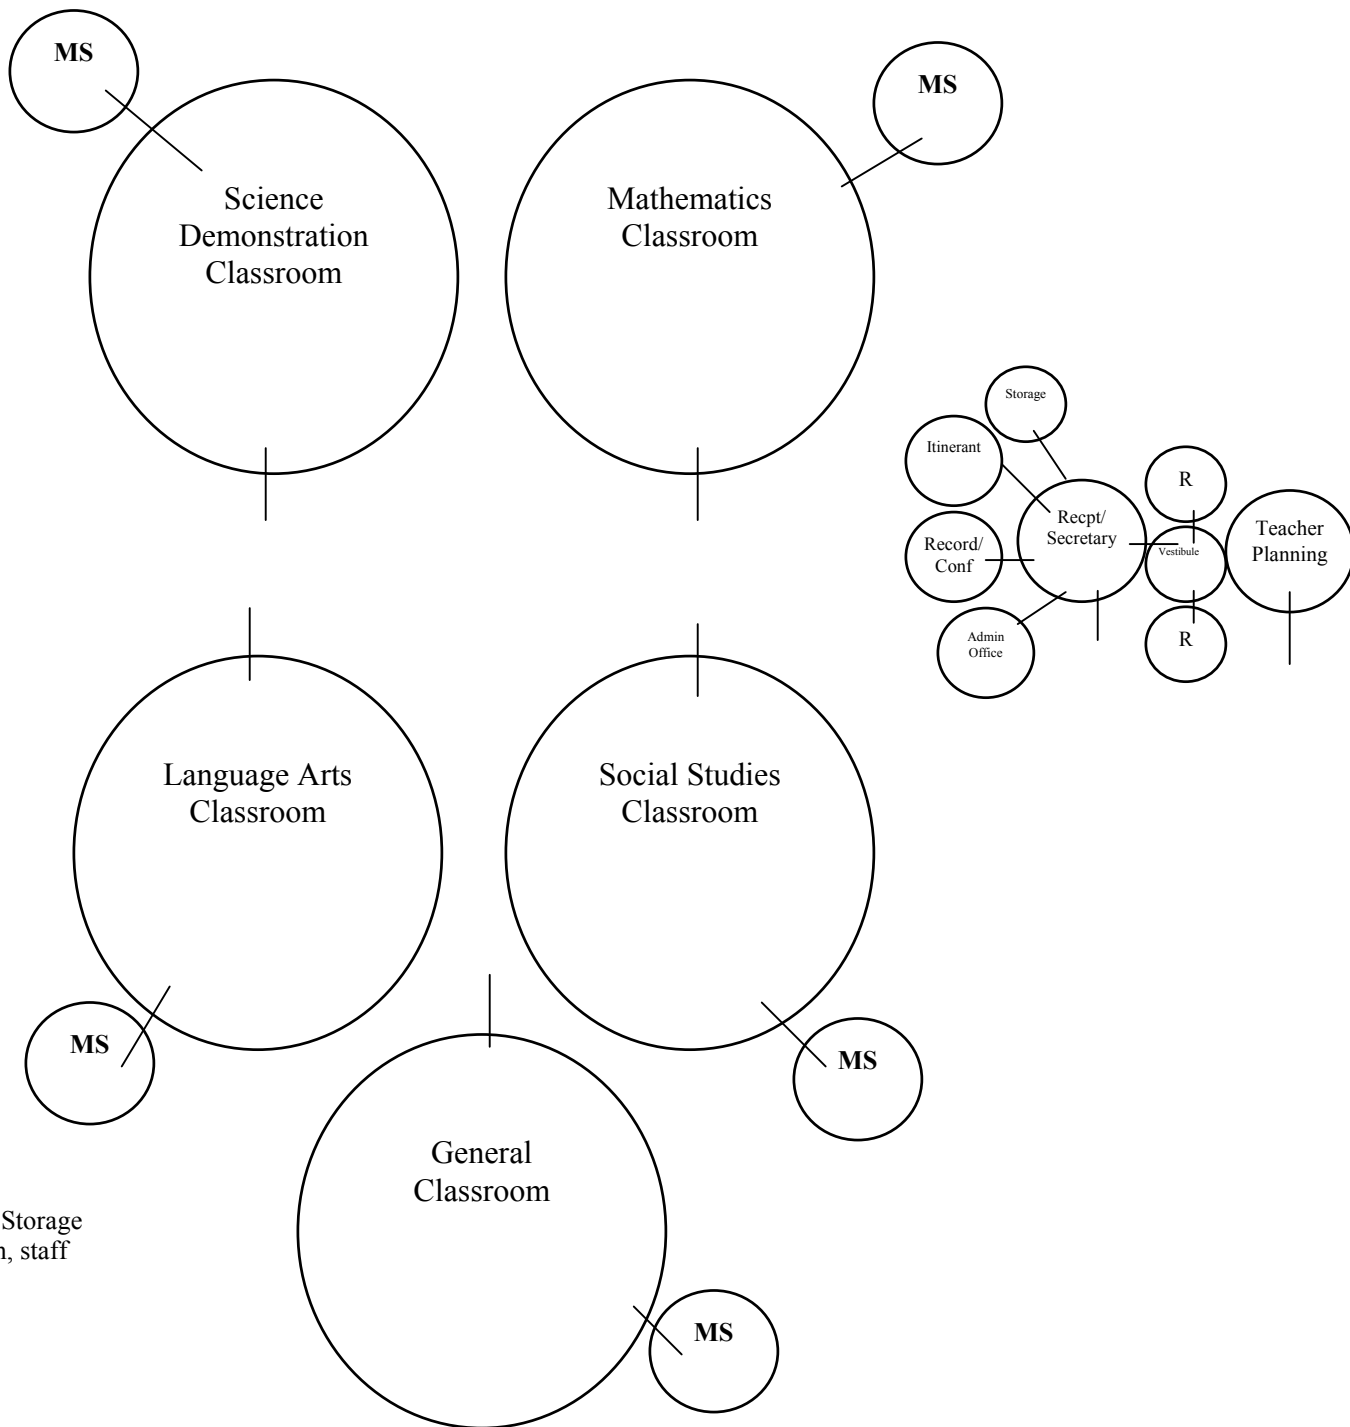 MS
MS
Science
Demonstration
Classroom
Mathematics
Classroom
Storage
Itinerant
Recpt/
Secretary
Record/
Conf
Admin
Office
R
Vestibule
R
Teacher
Planning
Language Arts
Classroom
Social Studies
Classroom
MS
MS
General
Classroom
Storage
, staff
MS